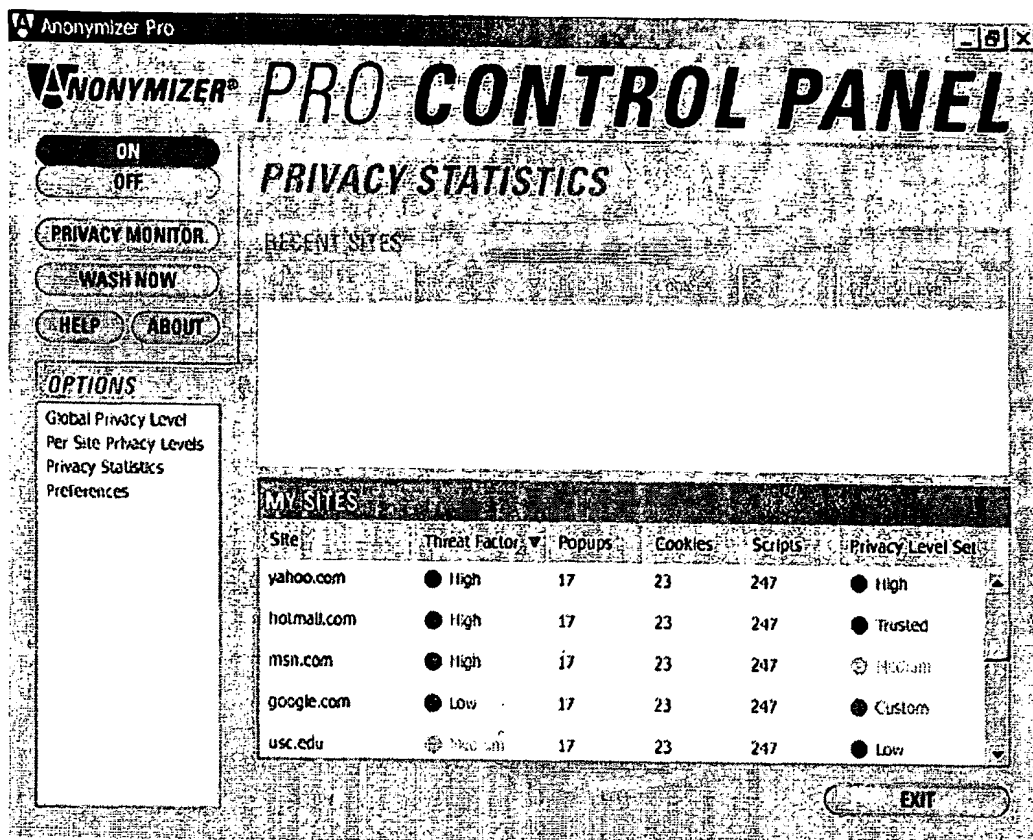 Anonymizer Pro
ANONYMIZER® PRO CONTROL PANEL
ON
OFF
PRIVACY MONITOR
WASH NOW
HELP ABOUT
OPTIONS
Global Privacy Level
Per Site Privacy Levels
Privacy Statistics
Preferences
PRIVACY STATISTICS
RECENT SITES
MY SITES
Site Threat Factor ▼ Popups Cookies Scripts Privacy Level Set
yahoo.com High 17 23 247 High
hotmail.com High 17 23 247 Trusted
msn.com High 17 23 247 Medium
google.com Low 17 23 247 Custom
usc.edu Medium 17 23 247 Low
EXIT